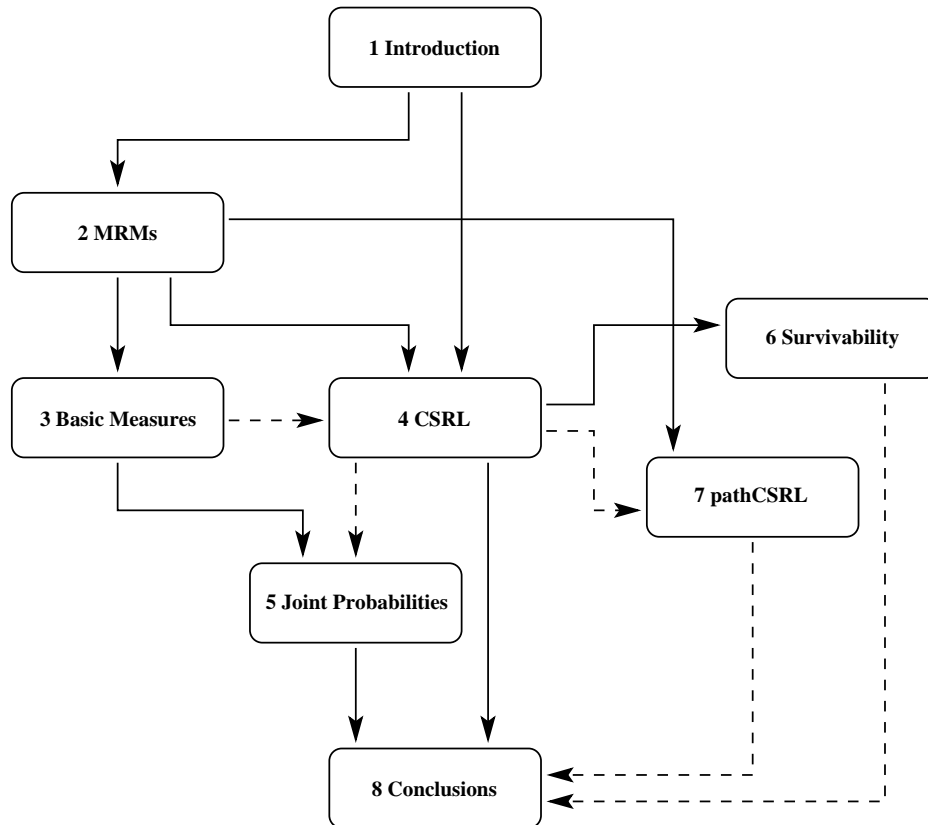 1 Introduction
2 MRMs
6 Survivability
3 Basic Measures
4 CSRL
7 pathCSRL
5 Joint Probabilities
8 Conclusions